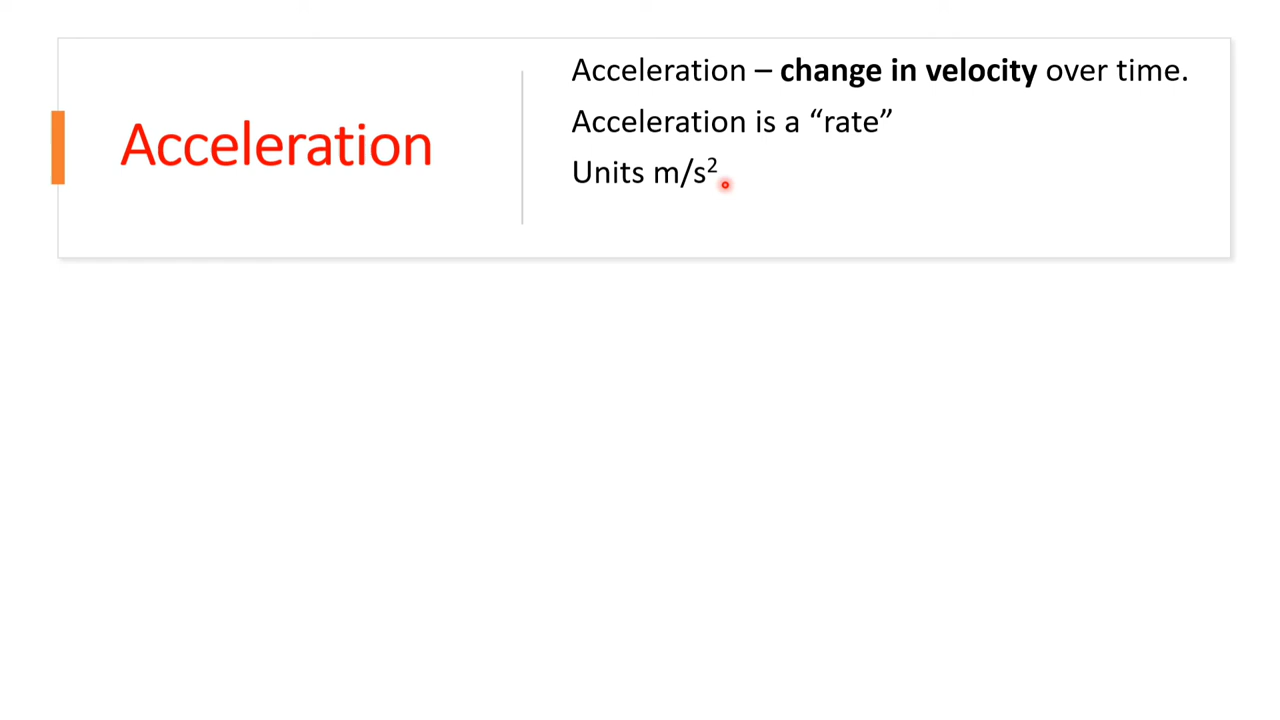 Acceleration
Acceleration – change in velocity over time.
Acceleration is a “rate”
Units m/s²